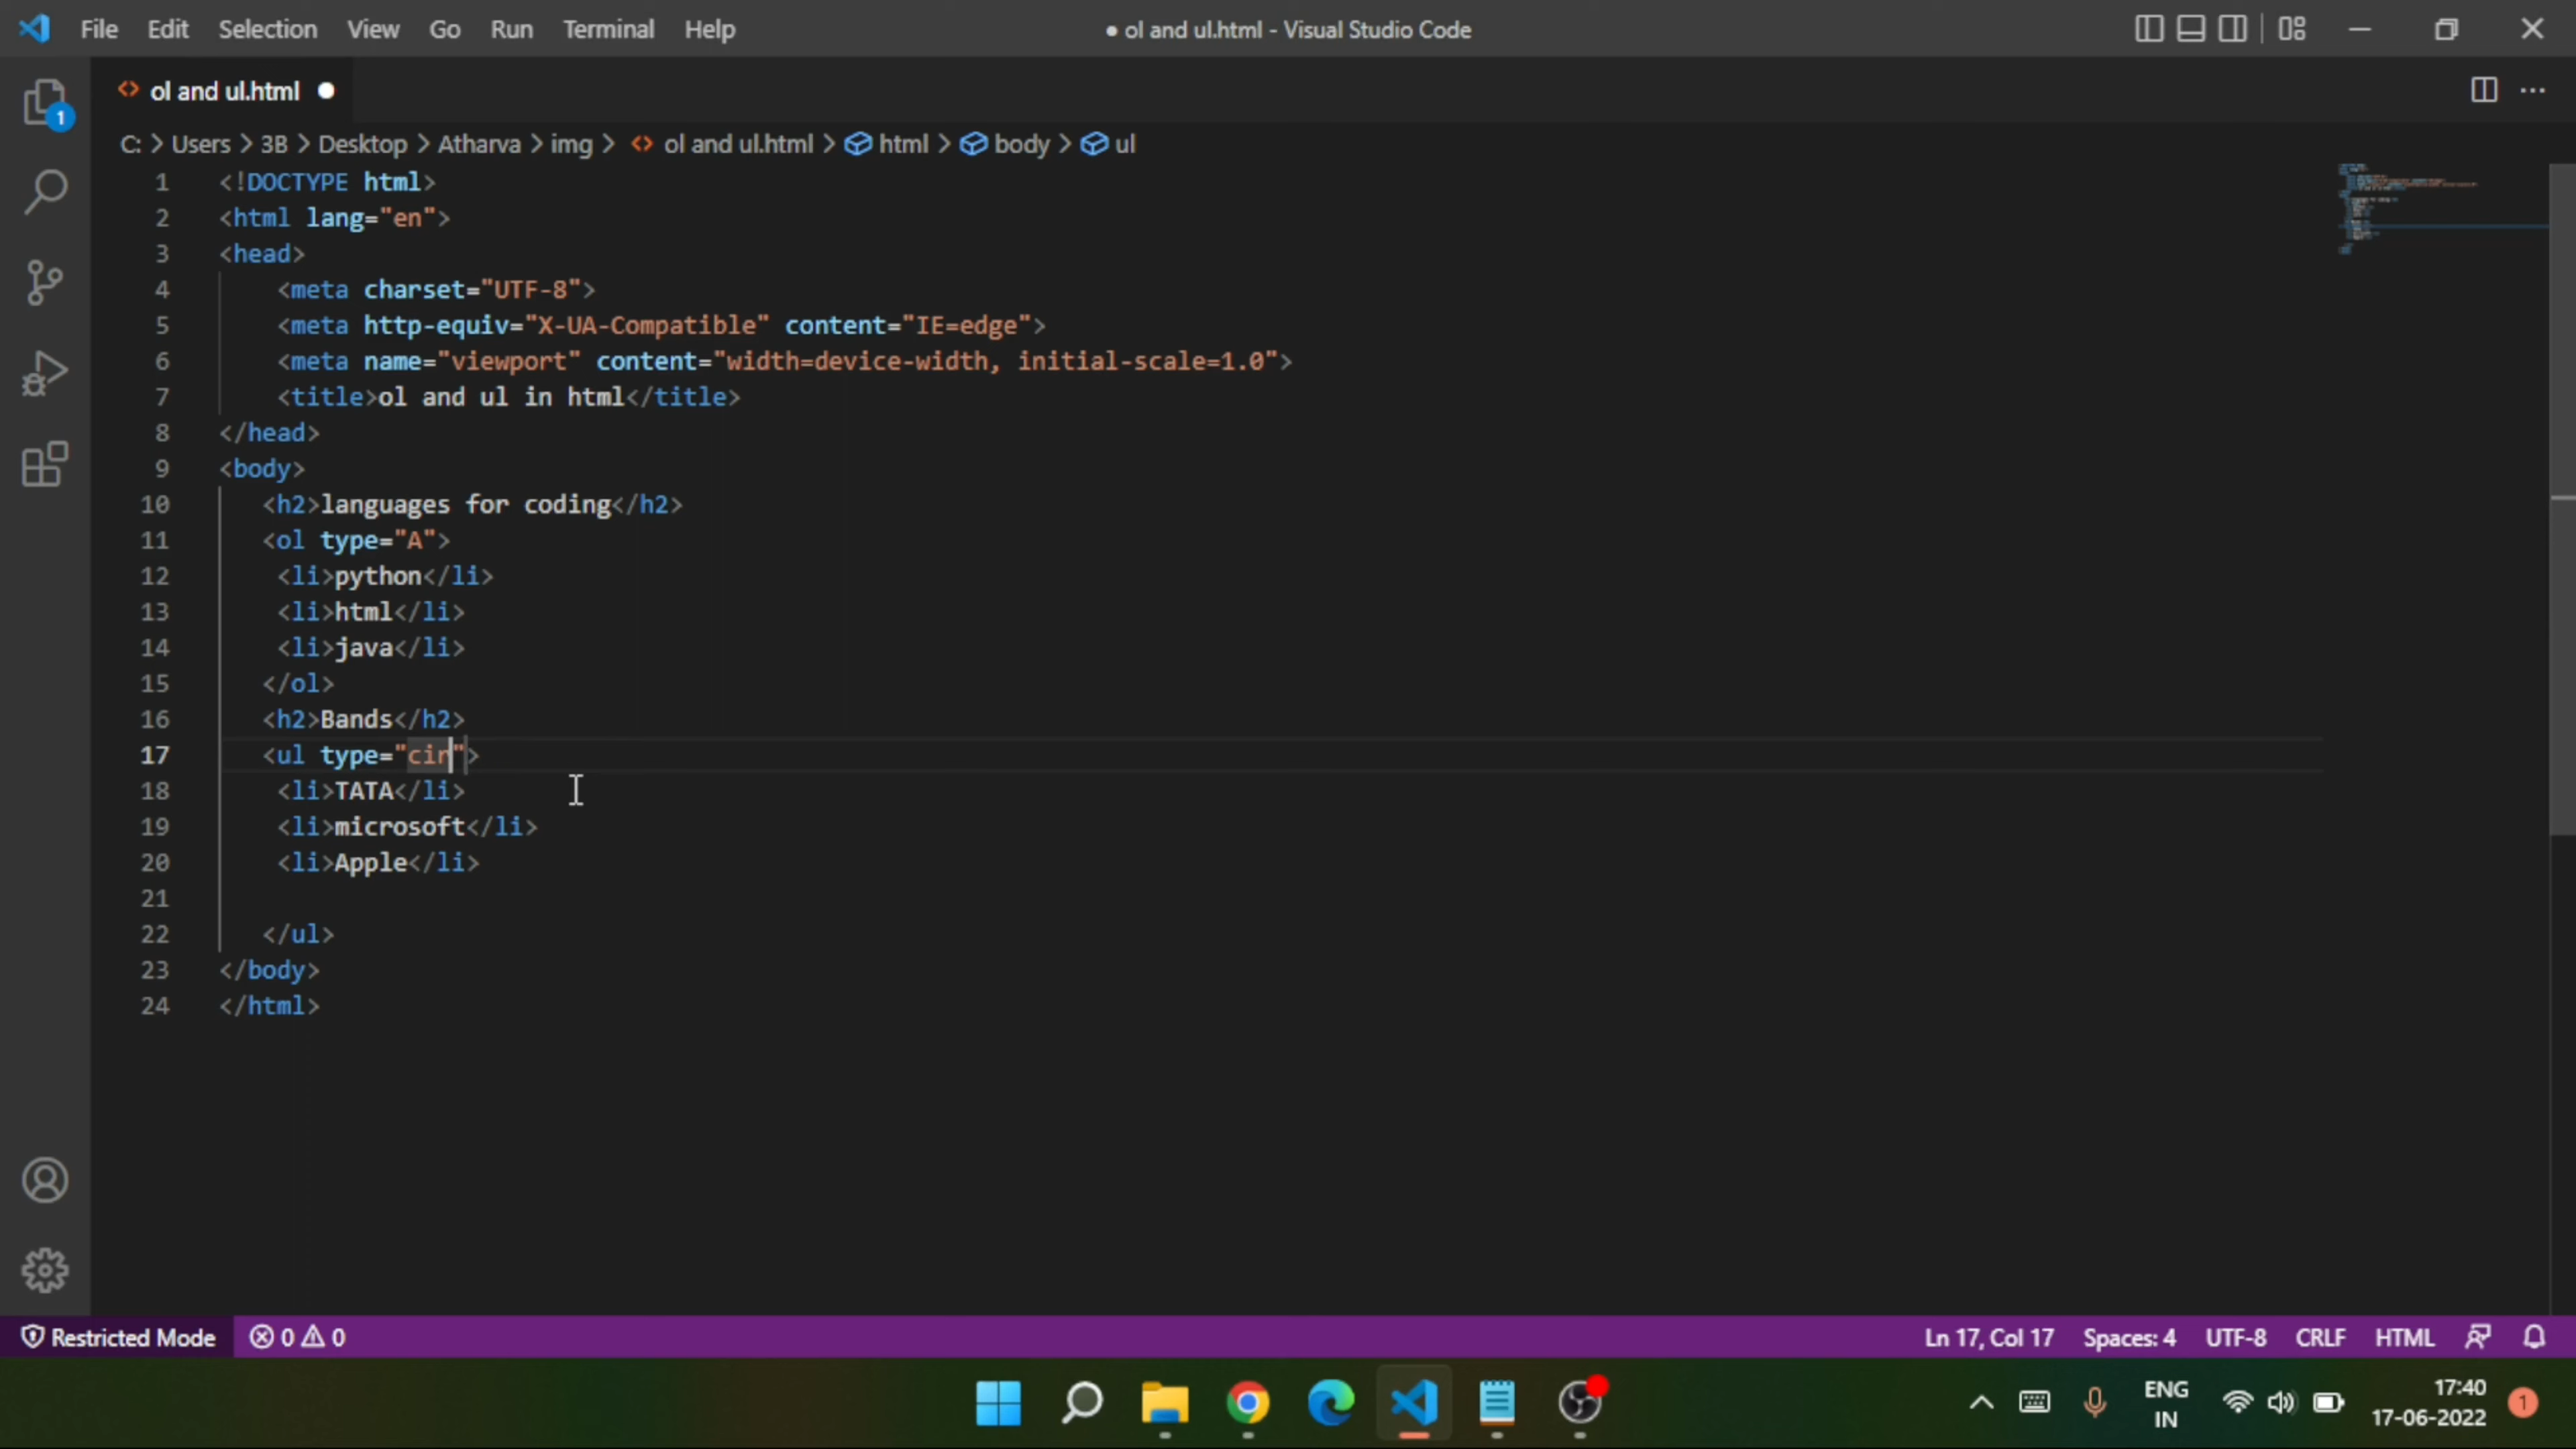 File Edit Selection View Go Run Terminal Help
● ol and ul.html - Visual Studio Code
ol and ul.html
1
C: > Users > 3B > Desktop > Atharva > img > ol and ul.html > html > body > ul
1 <!DOCTYPE html>
2 <html lang="en">
3 <head>
4 <meta charset="UTF-8">
5 <meta http-equiv="X-UA-Compatible" content="IE=edge">
6 <meta name="viewport" content="width=device-width, initial-scale=1.0">
7 <title>ol and ul in html</title>
8 </head>
9 <body>
10 <h2>languages for coding</h2>
11 <ol type="A">
12 <li>python</li>
13 <li>html</li>
14 <li>java</li>
15 </ol>
16 <h2>Bands</h2>
17 <ul type="cir">
18 <li>TATA</li>
19 <li>microsoft</li>
20 <li>Apple</li>
21
22 </ul>
23 </body>
24 </html>
Restricted Mode 0 0 Ln 17, Col 17 Spaces: 4 UTF-8 CRLF HTML
ENG 17:40
IN 17-06-2022 1